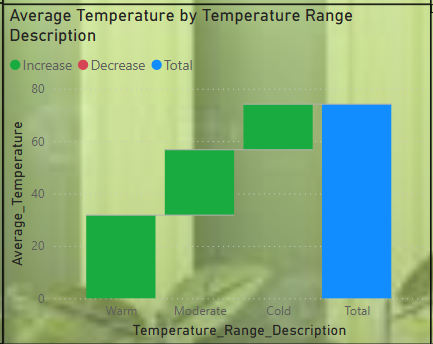 Average Temperature by Temperature Range
Description
Increase Decrease Total
80
60
40
20
0
Average_Temperature
Warm Moderate Cold Total
Temperature_Range_Description